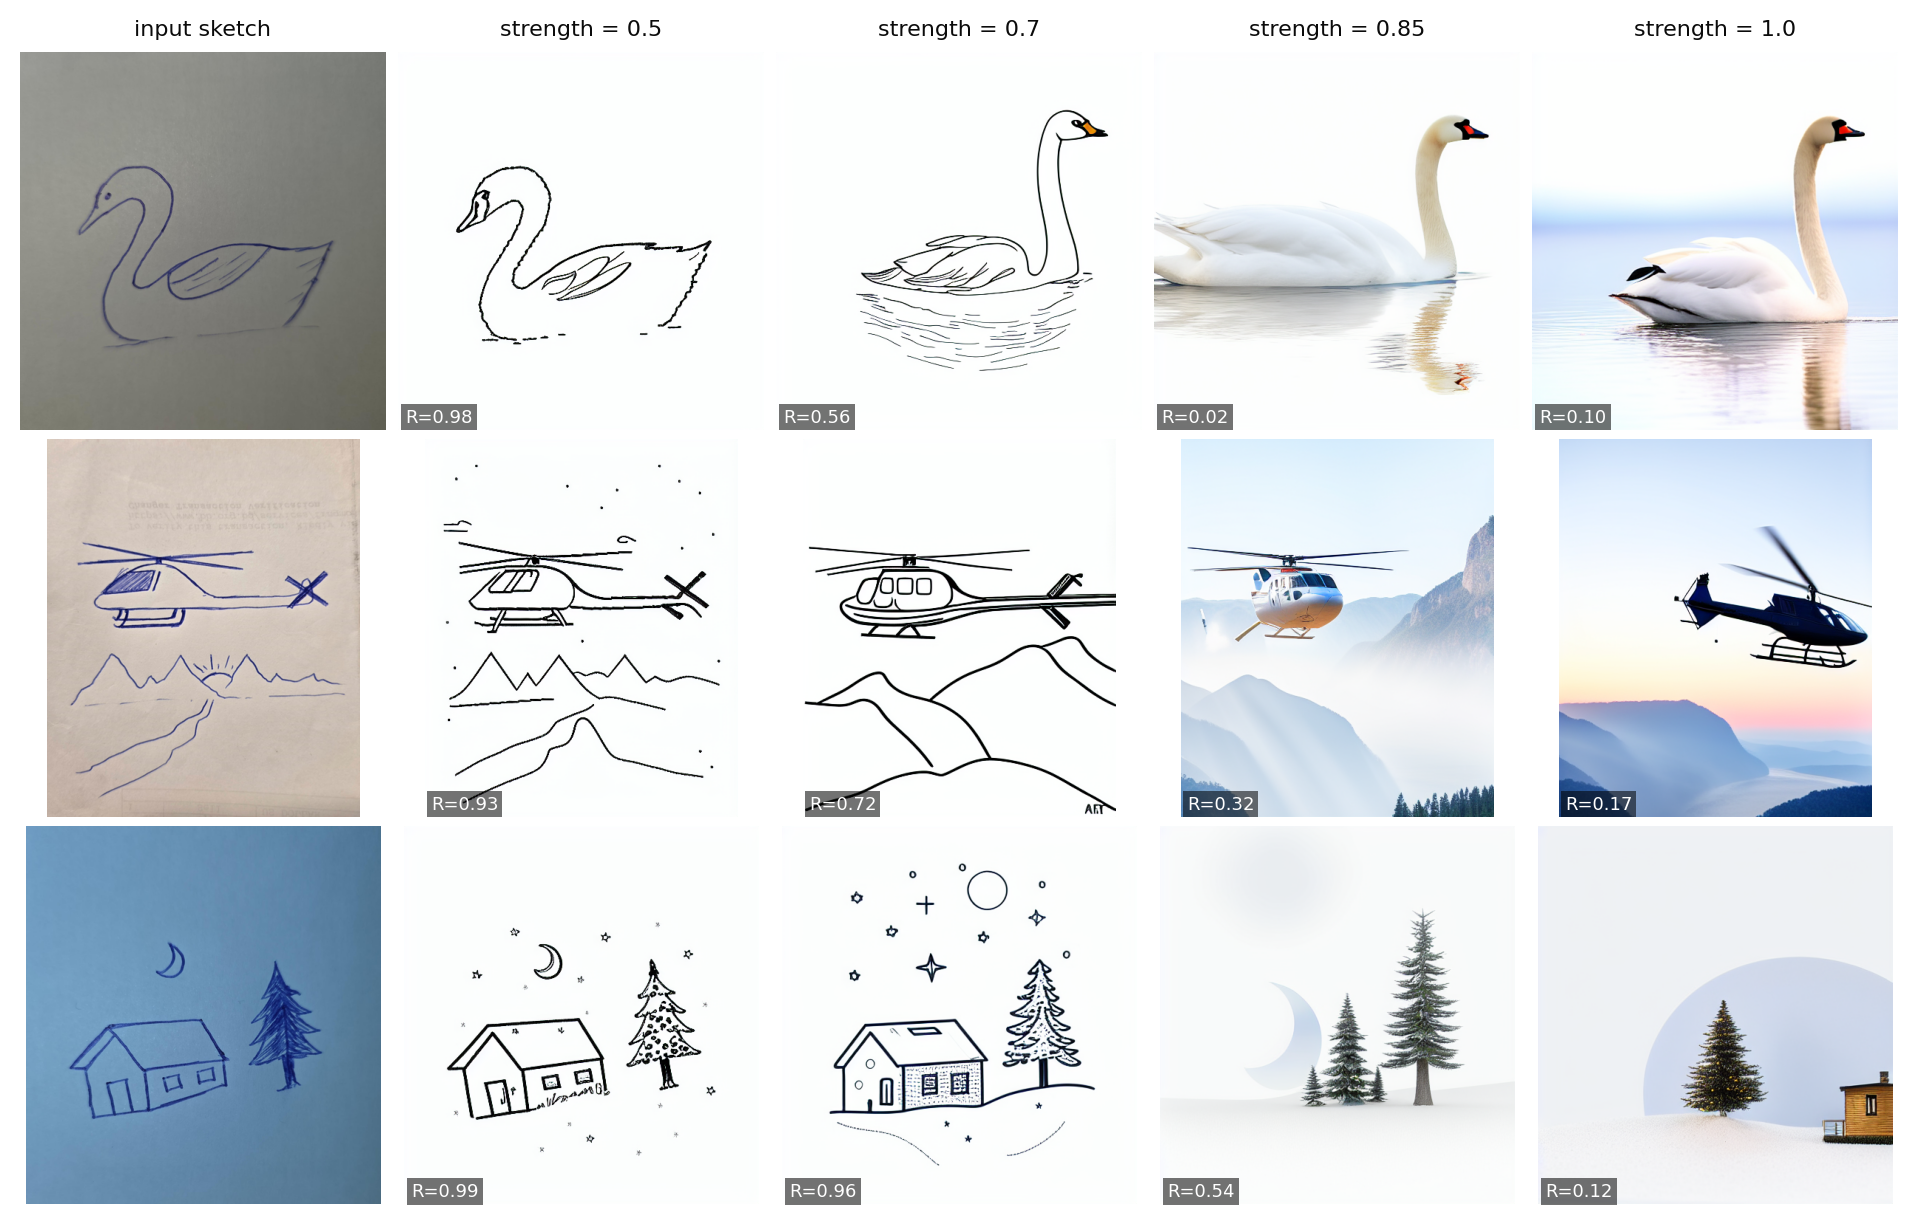 input sketch
strength = 0.5
strength = 0.7
strength = 0.85
strength = 1.0
R=0.98
R=0.56
R=0.02
R=0.10
R=0.93
R=0.72
R=0.32
R=0.17
R=0.99
R=0.96
R=0.54
R=0.12